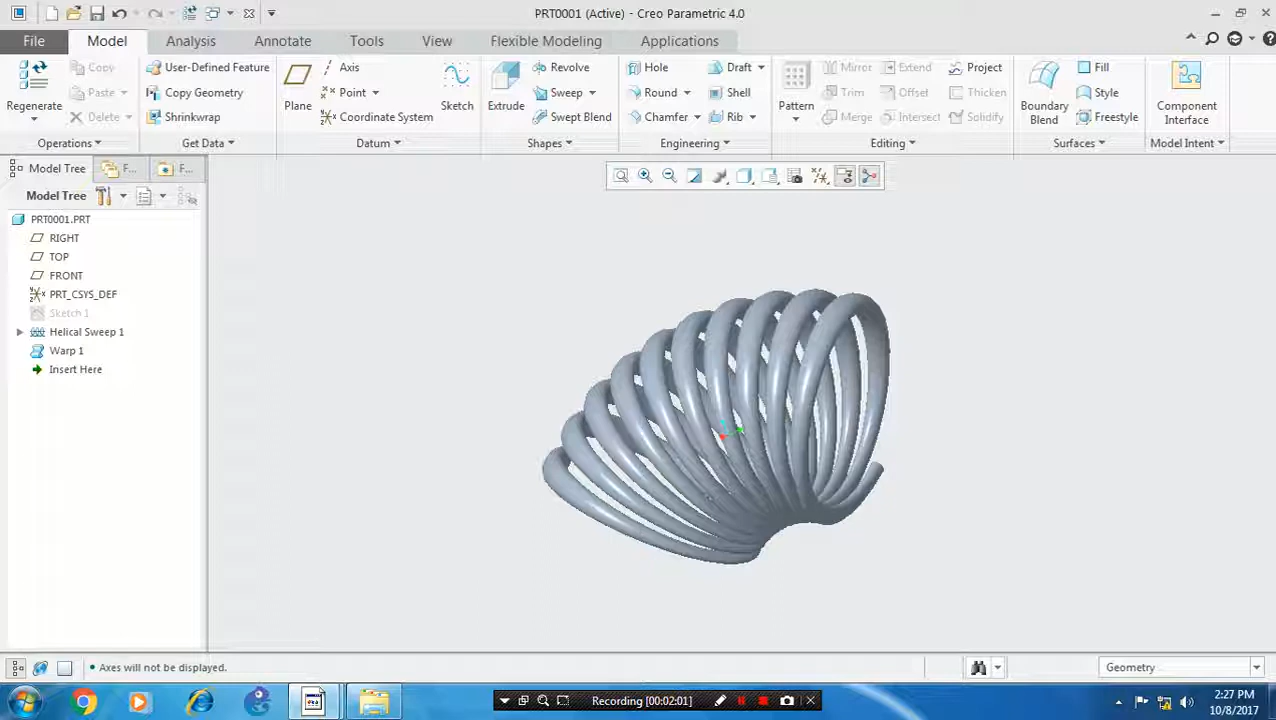 PRT0001 (Active) - Creo Parametric 4.0
File Model Analysis Annotate Tools View Flexible Modeling Applications
Regenerate
Copy
Paste
Delete
Operations
User-Defined Feature
Copy Geometry
Shrinkwrap
Get Data
Plane
Axis
Point
Coordinate System
Sketch
Datum
Extrude
Revolve
Sweep
Swept Blend
Shapes
Hole
Round
Chamfer
Draft
Shell
Rib
Engineering
Pattern
Mirror
Trim
Merge
Extend
Offset
Intersect
Project
Thicken
Solidify
Editing
Boundary
Blend
Fill
Style
Freestyle
Surfaces
Component
Interface
Model Intent
Model Tree F... F...
Model Tree
PRT0001.PRT
RIGHT
TOP
FRONT
PRT_CSYS_DEF
Sketch 1
Helical Sweep 1
Warp 1
Insert Here
• Axes will not be displayed.
Geometry
Recording [00:02:01]
2:27 PM
10/8/2017